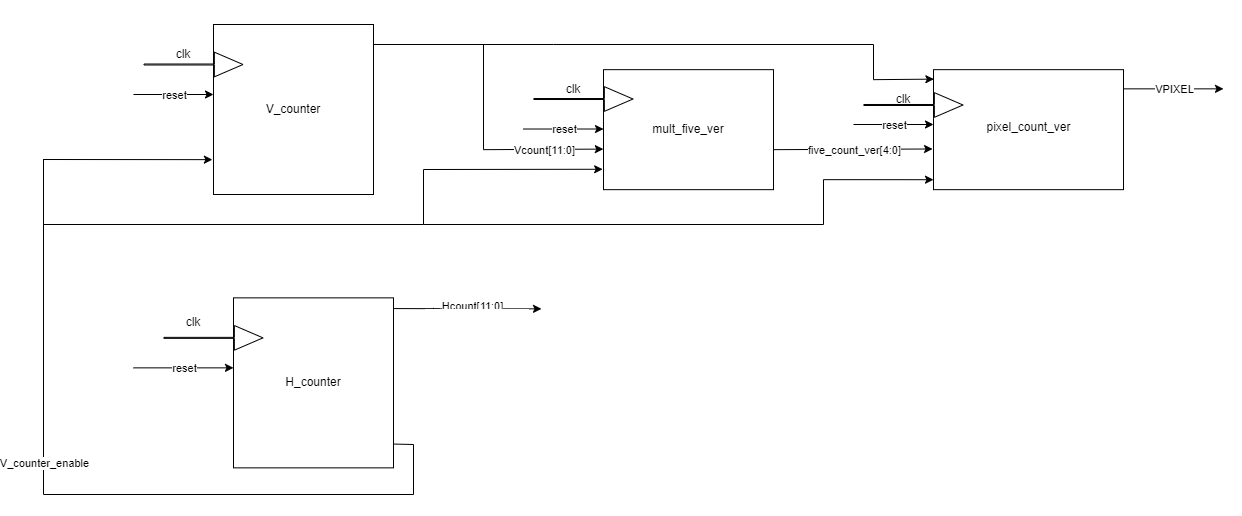 clk
reset
V_counter
clk
reset
Vcount[11:0]
mult_five_ver
five_count_ver[4:0]
clk
reset
pixel_count_ver
VPIXEL
clk
reset
H_counter
Hcount[11:0]
V_counter_enable